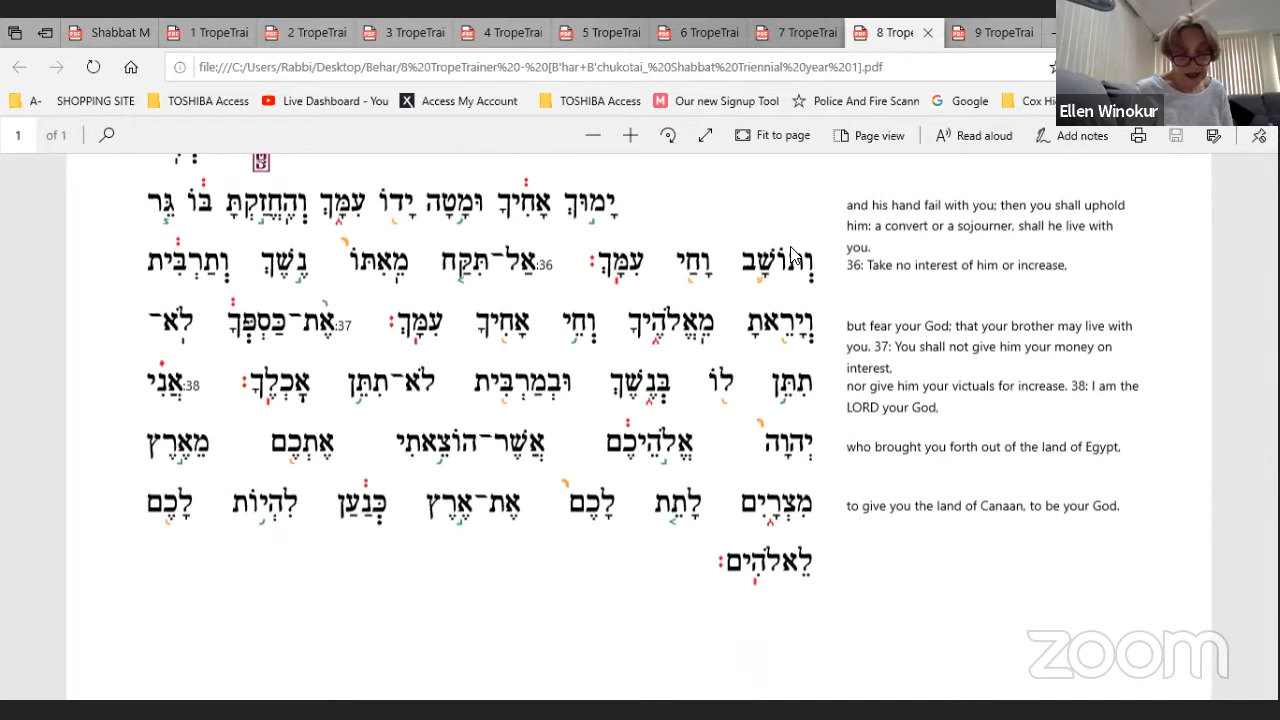 Shabbat M
1 TropeTrai
2 TropeTrai
3 TropeTrai
4 TropeTrai
5 TropeTrai
6 TropeTrai
7 TropeTrai
8 Trope
9 TropeTrai
file:///C:/Users/Rabbi/Desktop/Behar/8%20TropeTrainer%20-%20[B'har+B'chukotai_%20Shabbat%20Triennial%20year%201].pdf
A-
SHOPPING SITE
TOSHIBA Access
Live Dashboard - You
Access My Account
TOSHIBA Access
Our new Signup Tool
Police And Fire Scann
Google
Cox Hi
Ellen Winokur
1 of 1
Fit to page
Page view
Read aloud
Add notes
יָמ֣וּךְ אָחִ֔יךָ וּמָ֥טָה יָד֖וֹ עִמָּ֑ךְ וְהֶֽחֱזַ֣קְתָּ בּ֔וֹ גֵּ֧ר
and his hand fail with you; then you shall uphold
him: a convert or a sojourner, shall he live with
you.
וְתוֹשָׁ֛ב וָחַ֖י עִמָּֽךְ׃ 36: אַל־תִּקַּ֤ח מֵֽאִתּוֹ֙ נֶ֣שֶׁךְ וְתַרְבִּ֔ית
36: Take no interest of him or increase,
וְיָרֵ֖אתָ מֵֽאֱלֹהֶ֑יךָ וְחֵ֥י אָחִ֖יךָ עִמָּֽךְ׃ 37: אֶ֨ת־כַּסְפְּךָ֔ לֹֽא־
but fear your God; that your brother may live with
you. 37: You shall not give him your money on
interest,
תִתֵּ֥ן ל֖וֹ בְּנֶ֑שֶׁךְ וּבְמַרְבִּ֖ית לֹא־תִתֵּ֥ן אָכְלֶֽךָ׃ 38: אֲנִ֗י
nor give him your victuals for increase. 38: I am the
LORD your God,
יְהוָה֙ אֱלֹ֣הֵיכֶ֔ם אֲשֶׁר־הוֹצֵ֥אתִי אֶתְכֶ֖ם מֵאֶ֣רֶץ
who brought you forth out of the land of Egypt,
מִצְרָ֑יִם לָתֵ֤ת לָכֶם֙ אֶת־אֶ֣רֶץ כְּנַ֔עַן לִהְי֥וֹת לָכֶ֖ם
to give you the land of Canaan, to be your God.
לֵאלֹהִֽים׃
zoom